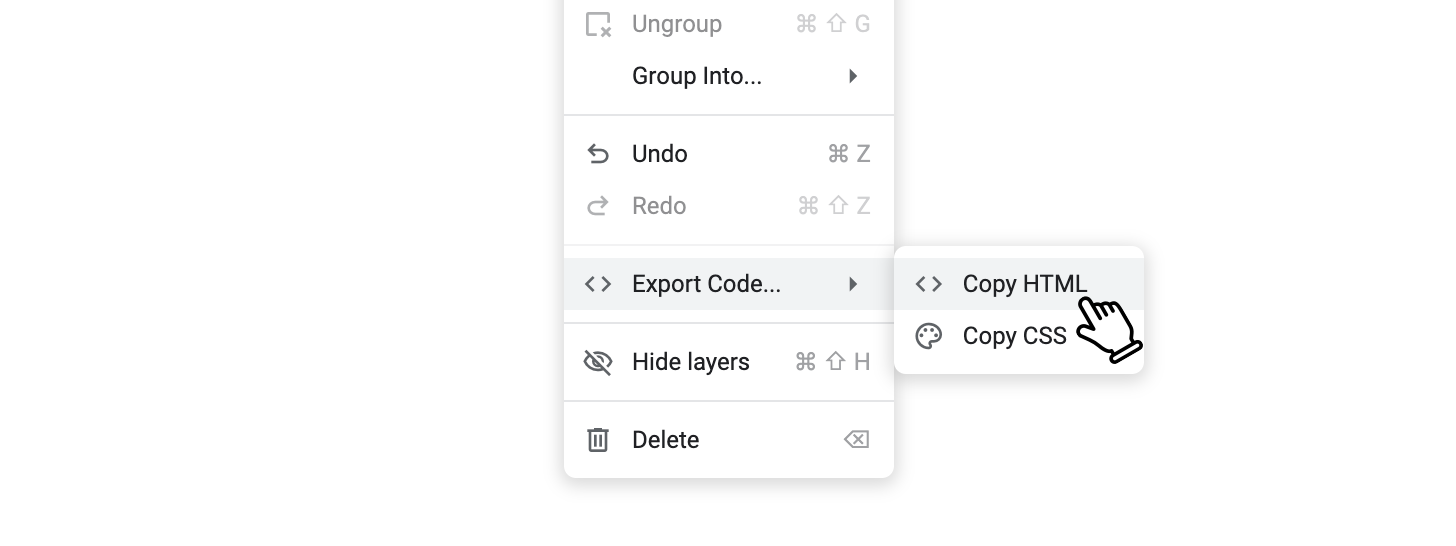 Ungroup ⌘ ⇧ G
Group Into...
Undo ⌘ Z
Redo ⌘ ⇧ Z
Export Code...
Copy HTML
Copy CSS
Hide layers ⌘ ⇧ H
Delete ⌫